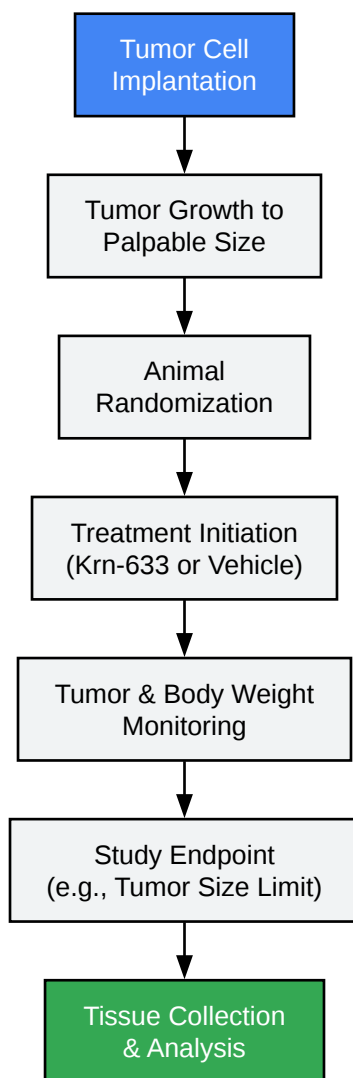 Tumor Cell
Implantation
Tumor Growth to
Palpable Size
Animal
Randomization
Treatment Initiation
(Krn-633 or Vehicle)
Tumor & Body Weight
Monitoring
Study Endpoint
(e.g., Tumor Size Limit)
Tissue Collection
& Analysis